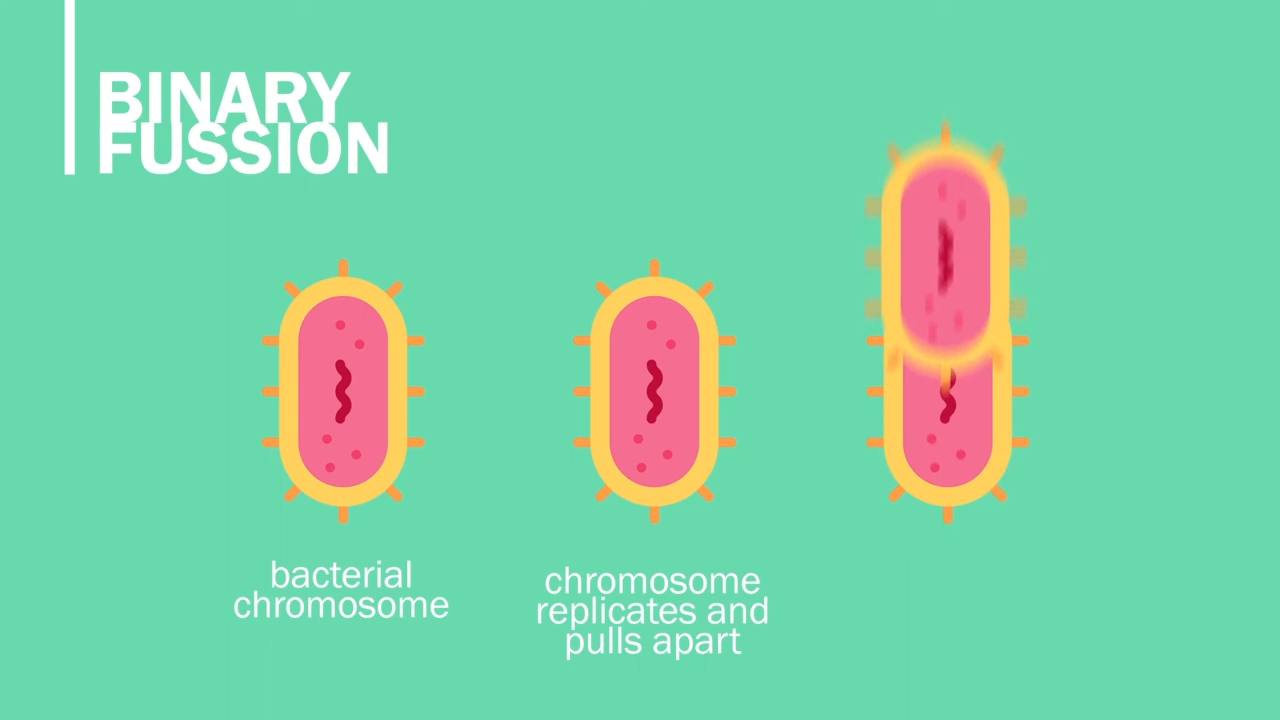 BINARY
FUSSION
bacterial
chromosome
chromosome
replicates and
pulls apart